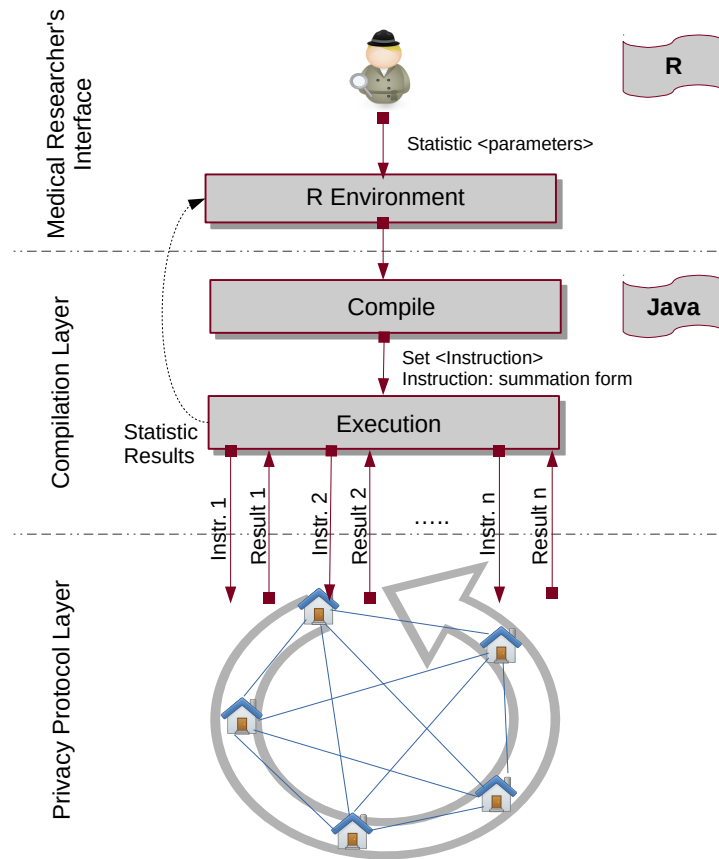 Medical Researcher's
Interface
R
Statistic <parameters>
R Environment
Compilation Layer
Compile
Java
Set <Instruction>
Instruction: summation form
Execution
Statistic
Results
Instr. 1
Result 1
Instr. 2
Result 2
.....
Instr. n
Result n
Privacy Protocol Layer